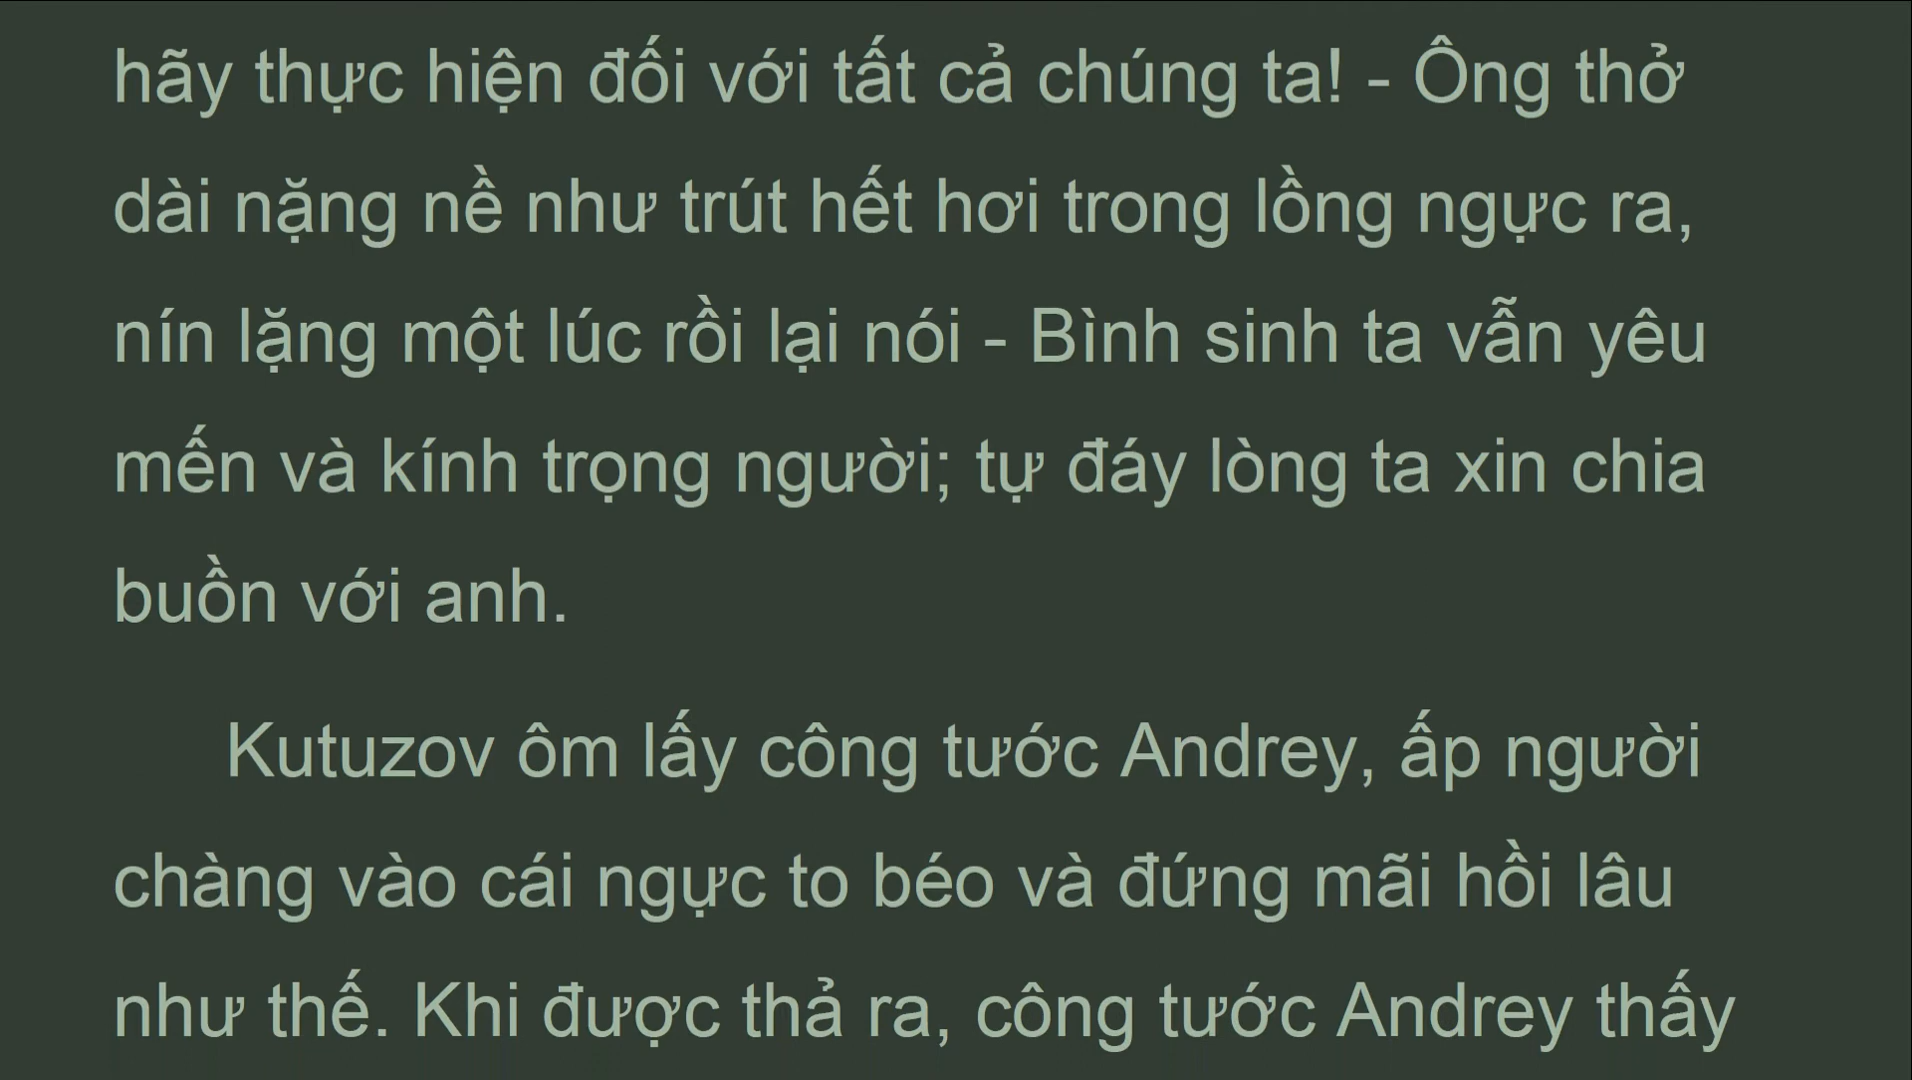 hãy thực hiện đối với tất cả chúng ta! - Ông thở
dài nặng nề như trút hết hơi trong lồng ngực ra,
nín lặng một lúc rồi lại nói - Bình sinh ta vẫn yêu
mến và kính trọng người; tự đáy lòng ta xin chia
buồn với anh.
Kutuzov ôm lấy công tước Andrey, ấp người
chàng vào cái ngực to béo và đứng mãi hồi lâu
như thế. Khi được thả ra, công tước Andrey thấy